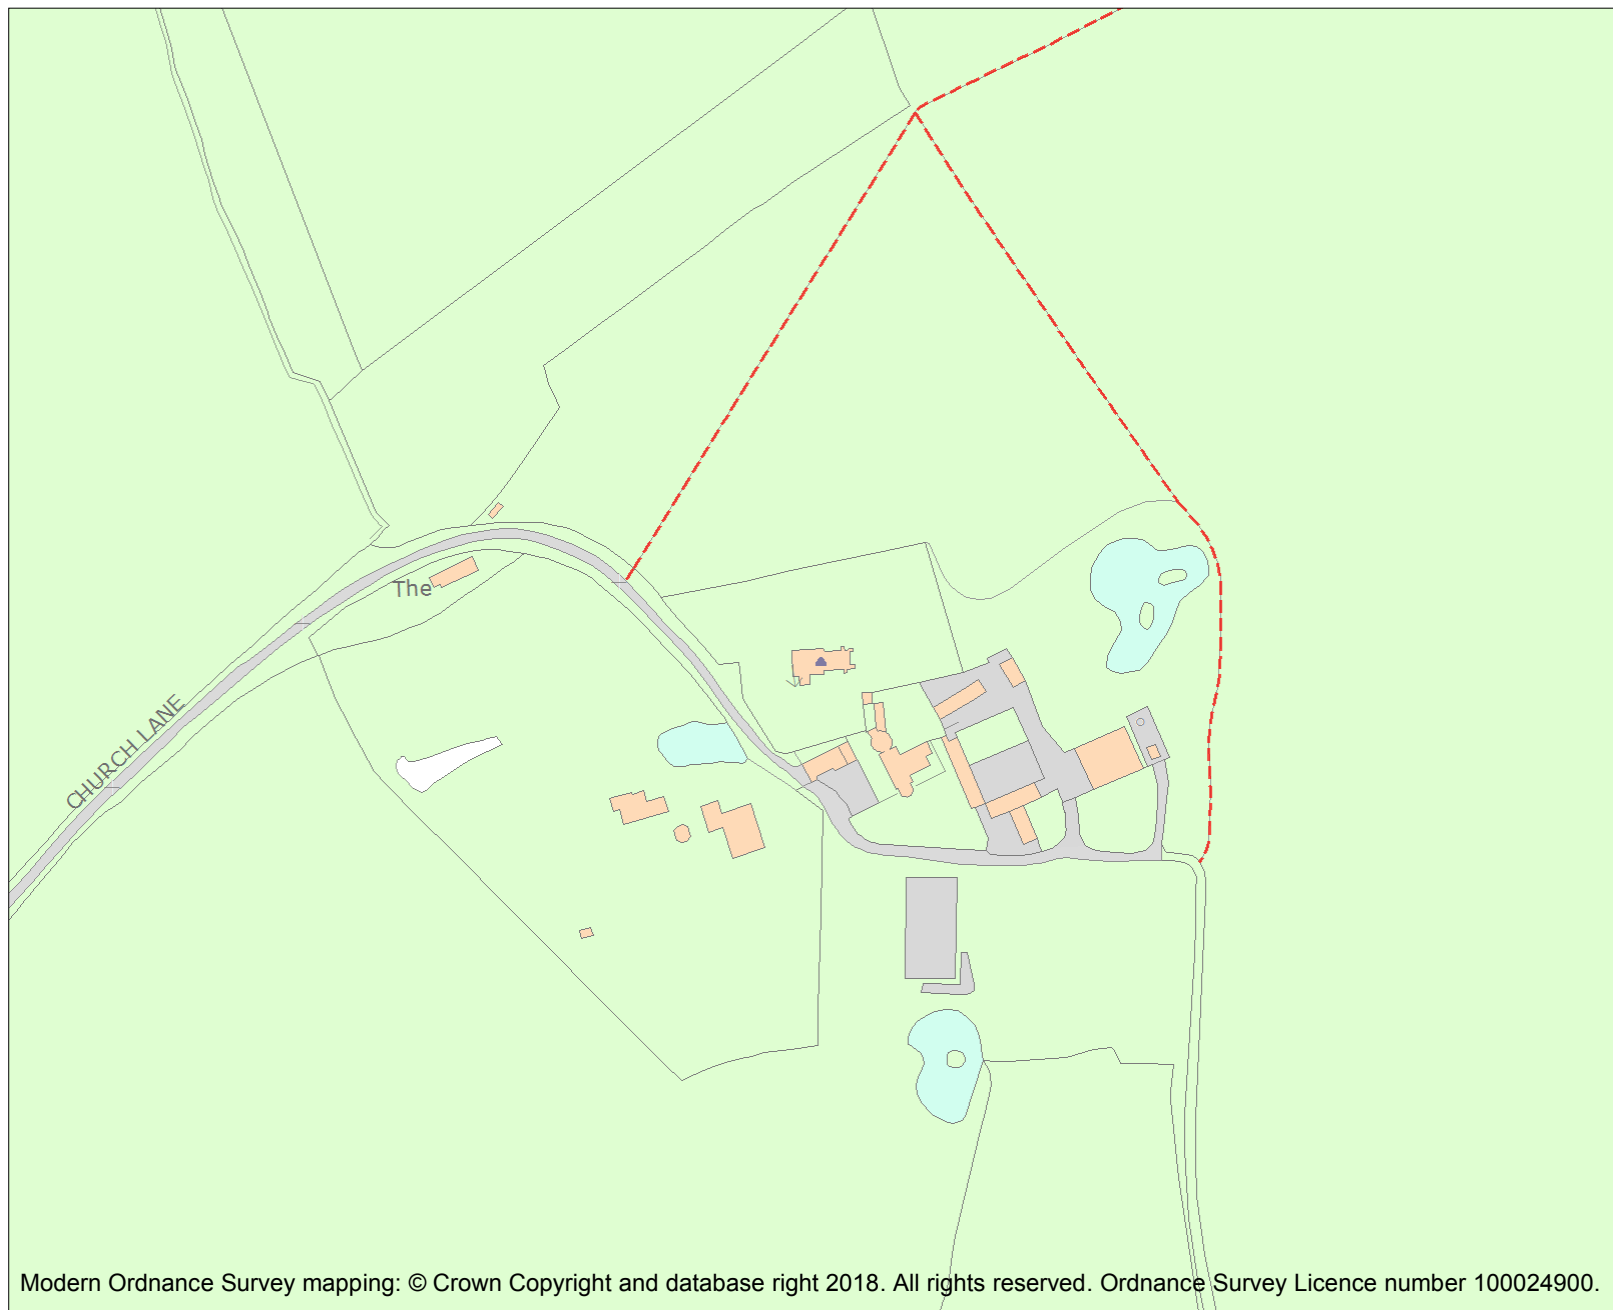 The
CHURCH LANE
Modern Ordnance Survey mapping: © Crown Copyright and database right 2018. All rights reserved. Ordnance Survey Licence number 100024900.